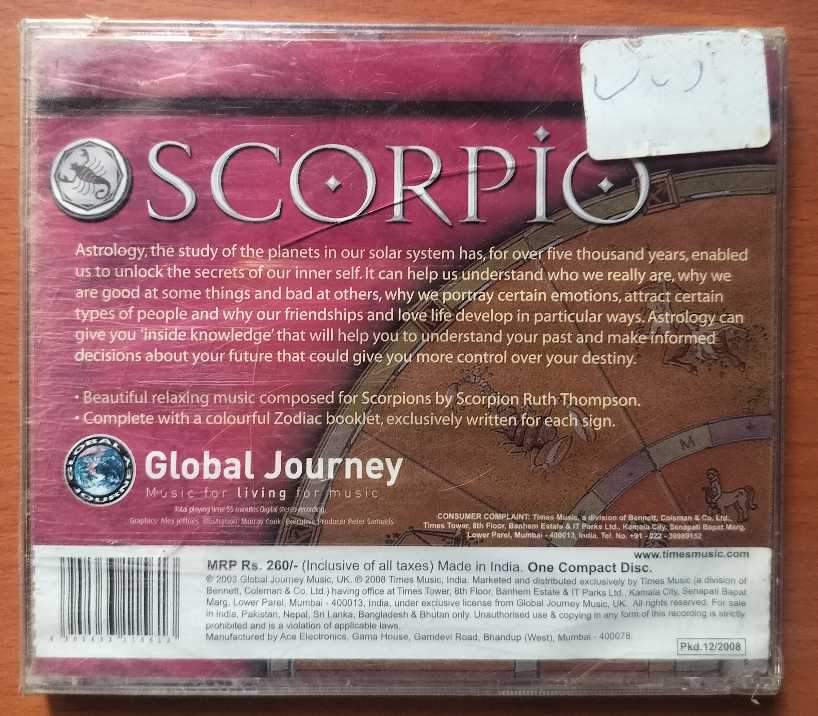 SCORPIO
Astrology, the study of the planets in our solar system has, for over five thousand years, enabled
us to unlock the secrets of our inner self. It can help us understand who we really are, why we
are good at some things and bad at others, why we portray certain emotions, attract certain
types of people and why our friendships and love life develop in particular ways. Astrology can
give you 'inside knowledge' that will help you to understand your past and make informed
decisions about your future that could give you more control over your destiny.
• Beautiful relaxing music composed for Scorpions by Scorpion Ruth Thompson.
• Complete with a colourful Zodiac booklet, exclusively written for each sign.
GLOBAL JOURNEY
Global Journey
Music for living for music
Total playing time 55 minutes Digital stereo recording
Graphics: Alex Jeffries Illustration: Murray Cook Executive Producer Peter Samuels
CONSUMER COMPLAINT: Times Music, a division of Bennett, Coleman & Co. Ltd.,
Times Tower, 8th Floor, Banhem Estate & IT Parks Ltd., Kamala City, Senapati Bapat Marg,
Lower Parel, Mumbai - 400013, India. Tel. No. +91 - 022 - 39989152
www.timesmusic.com
MRP Rs. 260/- (Inclusive of all taxes) Made in India. One Compact Disc.
℗ 2003 Global Journey Music, UK. ℗ 2008 Times Music, India. Marketed and distributed exclusively by Times Music (a division of
Bennett, Coleman & Co. Ltd.) having office at Times Tower, 8th Floor, Banhem Estate & IT Parks Ltd., Kamala City, Senapati Bapat
Marg, Lower Parel, Mumbai - 400013, India, under exclusive license from Global Journey Music, UK. All rights reserved. For sale
in India, Pakistan, Nepal, Sri Lanka, Bangladesh & Bhutan only. Unauthorised use & copying in any form of this recording is strictly
prohibited and is a violation of applicable laws.
Manufactured by Ace Electronics, Gama House, Gamdevi Road, Bhandup (West), Mumbai - 400078.
Pkd.12/2008